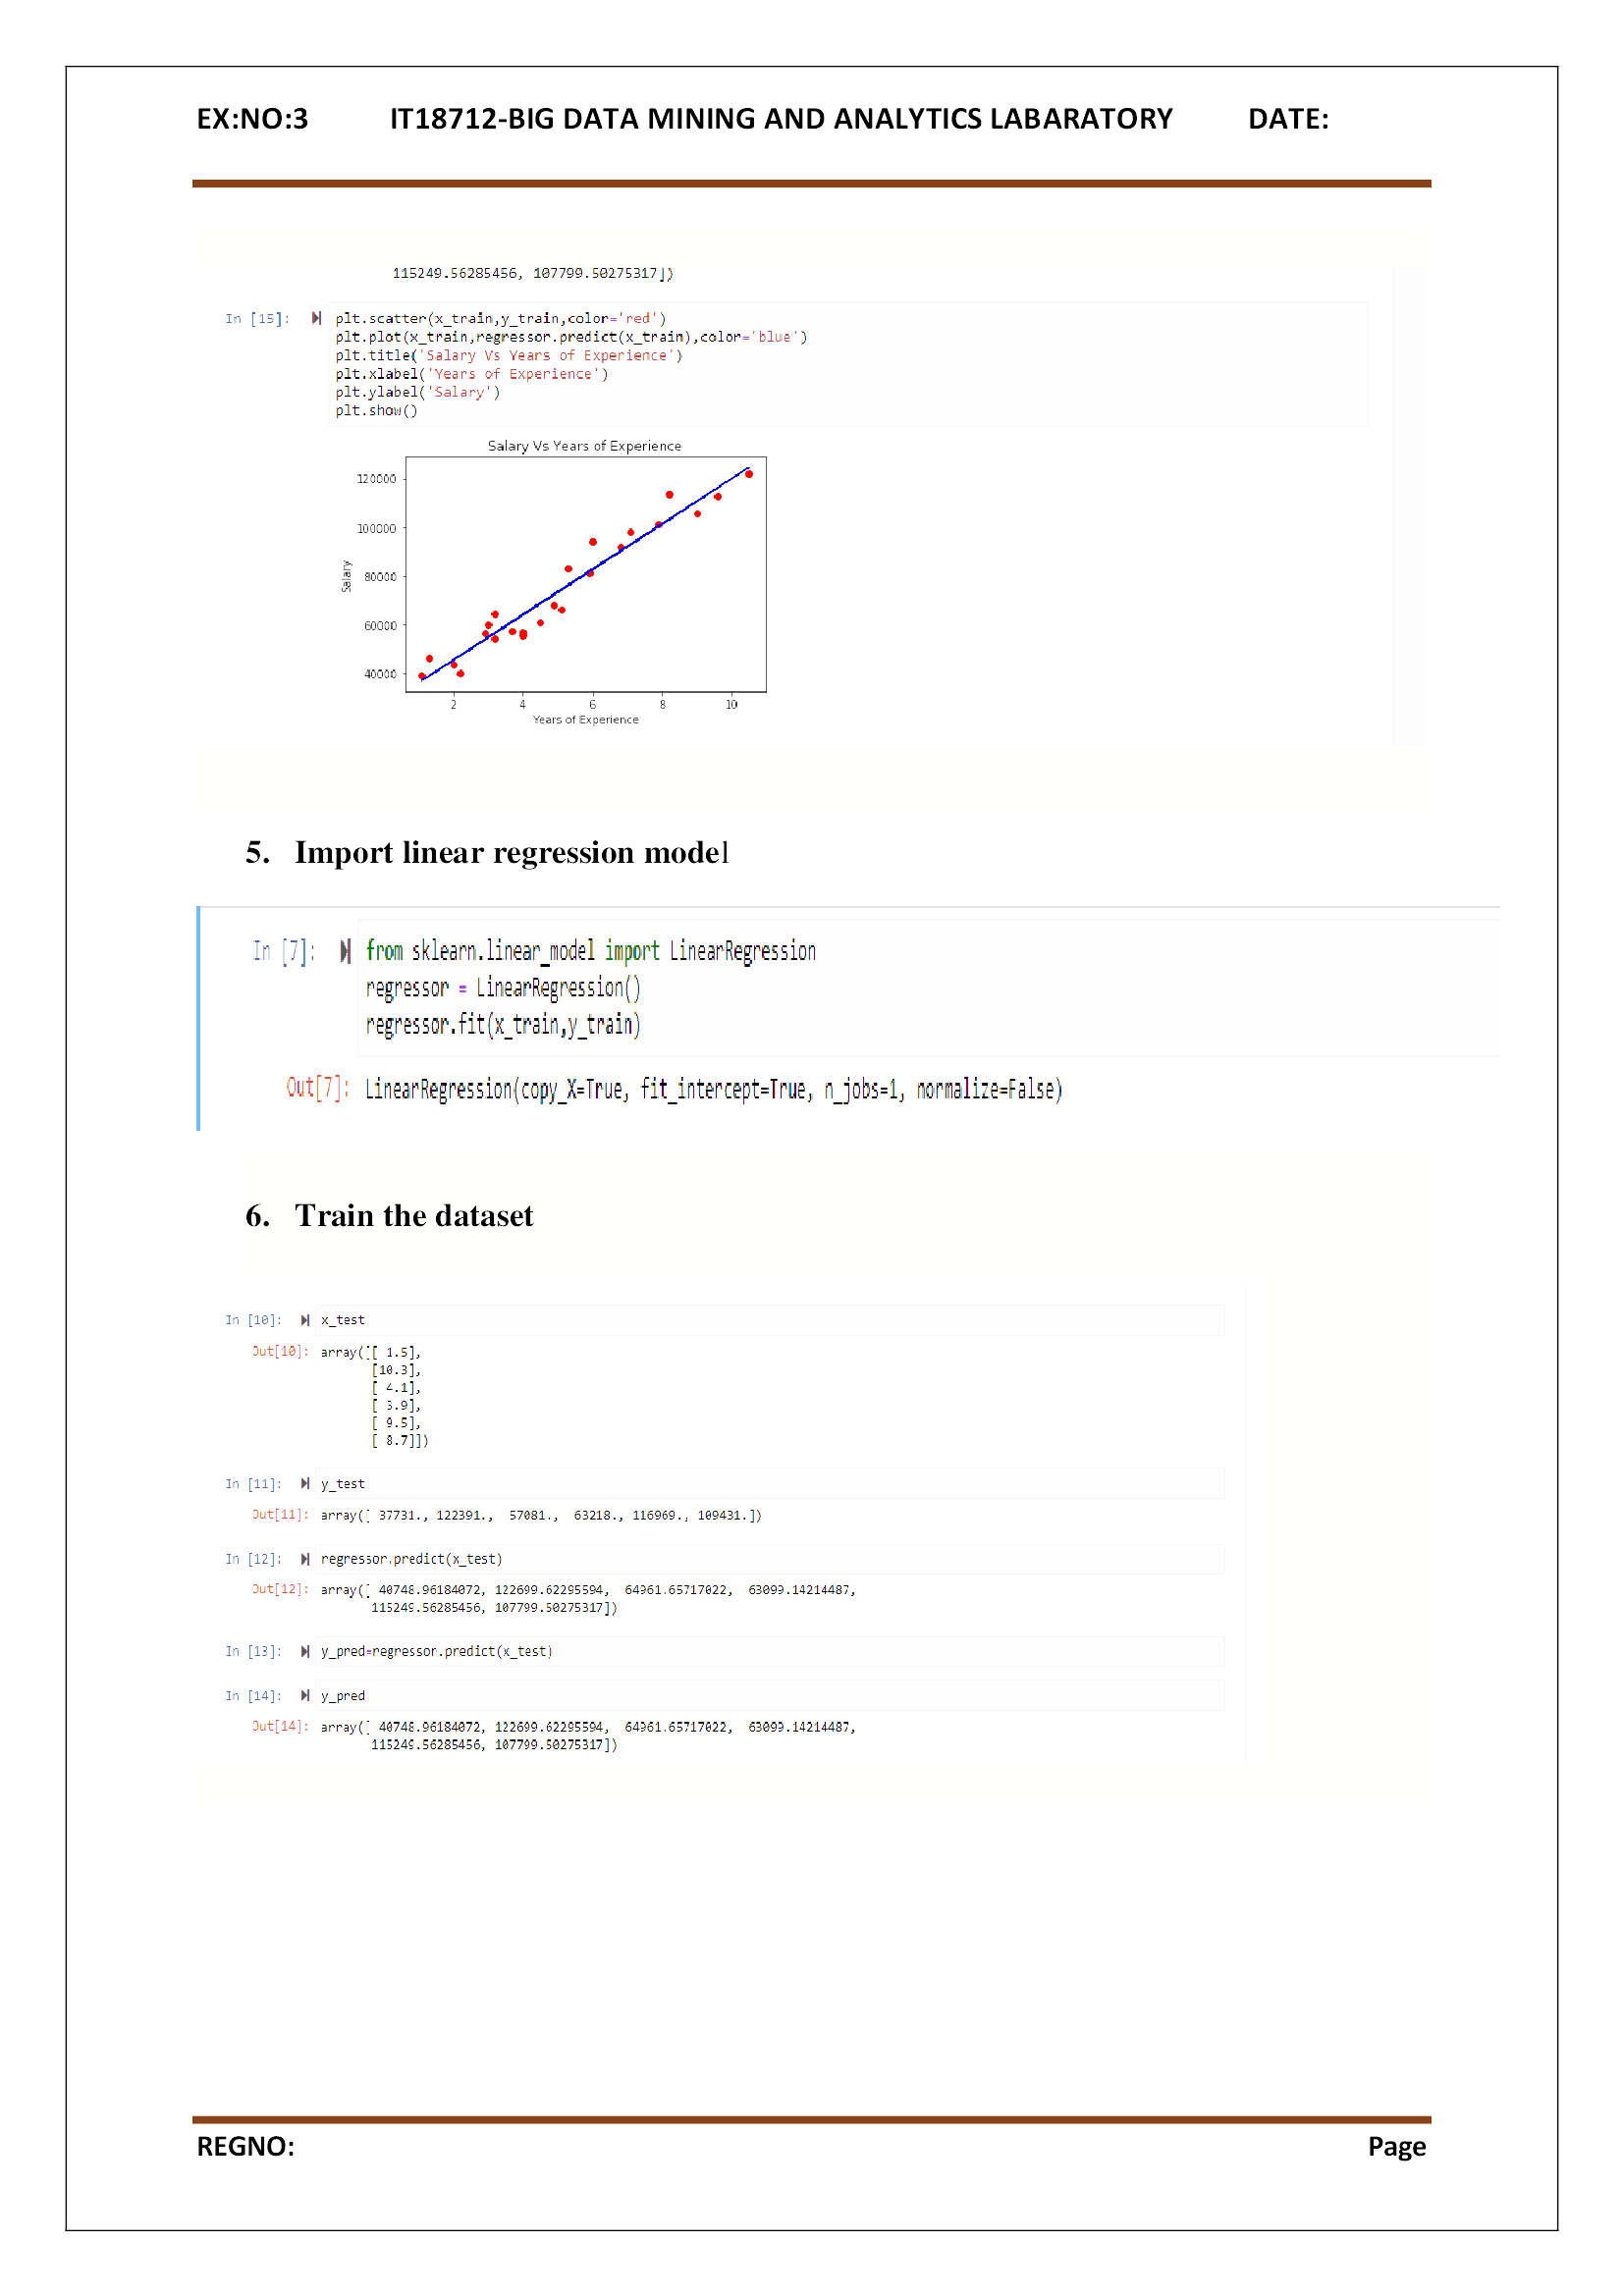 EX:NO:3 IT18712-BIG DATA MINING AND ANALYTICS LABARATORY DATE:
115249.56285456, 107799.50275317])
In [15]: plt.scatter(x_train,y_train,color='red')
plt.plot(x_train,regressor.predict(x_train),color='blue')
plt.title('Salary Vs Years of Experience')
plt.xlabel('Years of Experience')
plt.ylabel('Salary')
plt.show()
Salary Vs Years of Experience
120000
100000
80000
60000
40000
Salary
2 4 6 8 10
Years of Experience
5. Import linear regression model
In [7]: from sklearn.linear_model import LinearRegression
regressor = LinearRegression()
regressor.fit(x_train,y_train)
Out[7]: LinearRegression(copy_X=True, fit_intercept=True, n_jobs=1, normalize=False)
6. Train the dataset
In [10]: x_test
Out[10]: array([[ 1.5],
[10.3],
[ 4.1],
[ 3.9],
[ 9.5],
[ 8.7]])
In [11]: y_test
Out[11]: array([ 37731., 122391., 57081., 63218., 116969., 109431.])
In [12]: regressor.predict(x_test)
Out[12]: array([ 40748.96184072, 122699.62295594, 64961.65717022, 63099.14214487,
115249.56285456, 107799.50275317])
In [13]: y_pred=regressor.predict(x_test)
In [14]: y_pred
Out[14]: array([ 40748.96184072, 122699.62295594, 64961.65717022, 63099.14214487,
115249.56285456, 107799.50275317])
REGNO: Page